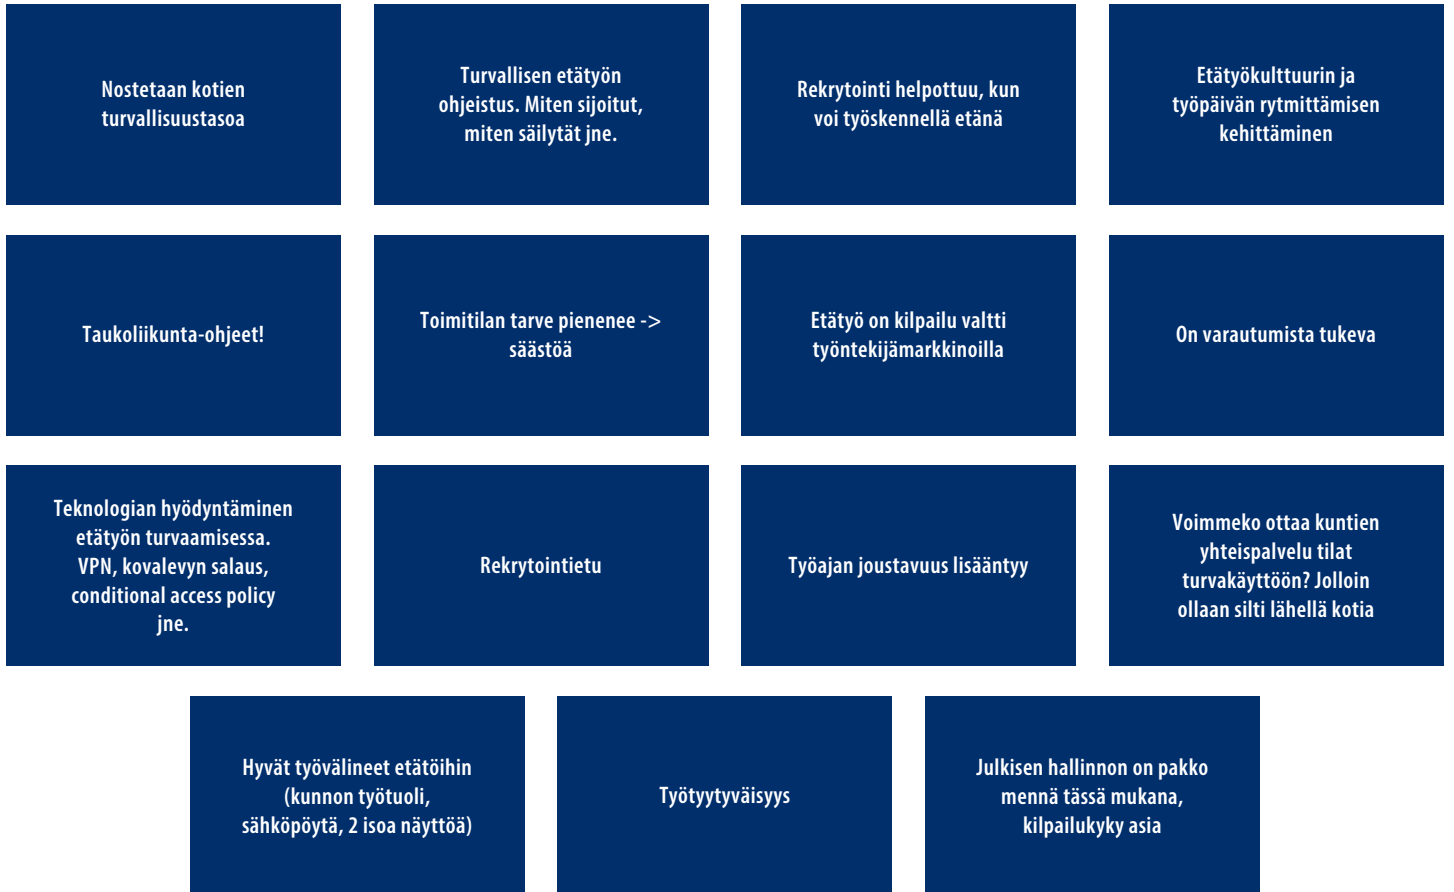 Nostetaan kotien
turvallisuustasoa
Turvallisen etätyön
ohjeistus. Miten sijoitut,
miten säilytät jne.
Rekrytointi helpottuu, kun
voi työskennellä etänä
Etätyökulttuurin ja
työpäivän rytmittämisen
kehittäminen
Taukoliikunta-ohjeet!
Toimitilan tarve pienenee ->
säästöä
Etätyö on kilpailu valtti
työntekijämarkkinoilla
On varautumista tukeva
Teknologian hyödyntäminen
etätyön turvaamisessa.
VPN, kovalevyn salaus,
conditional access policy
jne.
Rekrytointietu
Työajan joustavuus lisääntyy
Voimmeko ottaa kuntien
yhteispalvelu tilat
turvakäyttöön? Jolloin
ollaan silti lähellä kotia
Hyvät työvälineet etätöihin
(kunnon työtuoli,
sähköpöytä, 2 isoa näyttöä)
Työtyytyväisyys
Julkisen hallinnon on pakko
mennä tässä mukana,
kilpailukyky asia